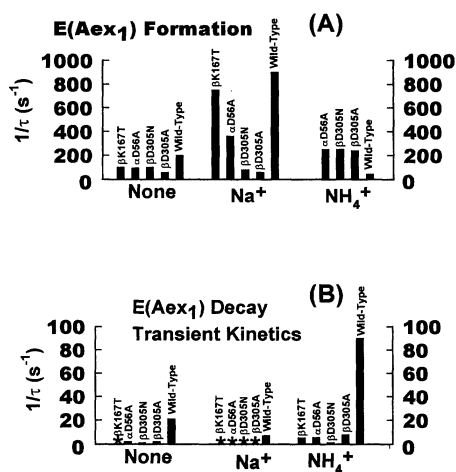 E(Aex1) Formation
(A)
1/τ (s-1)
1000
800
600
400
200
0
βK167T
αD56A
βD305N
βD305A
Wild-Type
βK167T
αD56A
βD305N
βD305A
Wild-Type
αD56A
βD305N
βD305A
Wild-Type
1000
800
600
400
200
0
None
Na+
NH4+
E(Aex1) Decay
Transient Kinetics
(B)
1/τ (s-1)
100
80
60
40
20
0
βK167T
αD56A
βD305N
βD305A
Wild-Type
βK167T
αD56A
βD305N
βD305A
Wild-Type
βK167T
αD56A
βD305N
βD305A
Wild-Type
100
80
60
40
20
0
None
Na+
NH4+